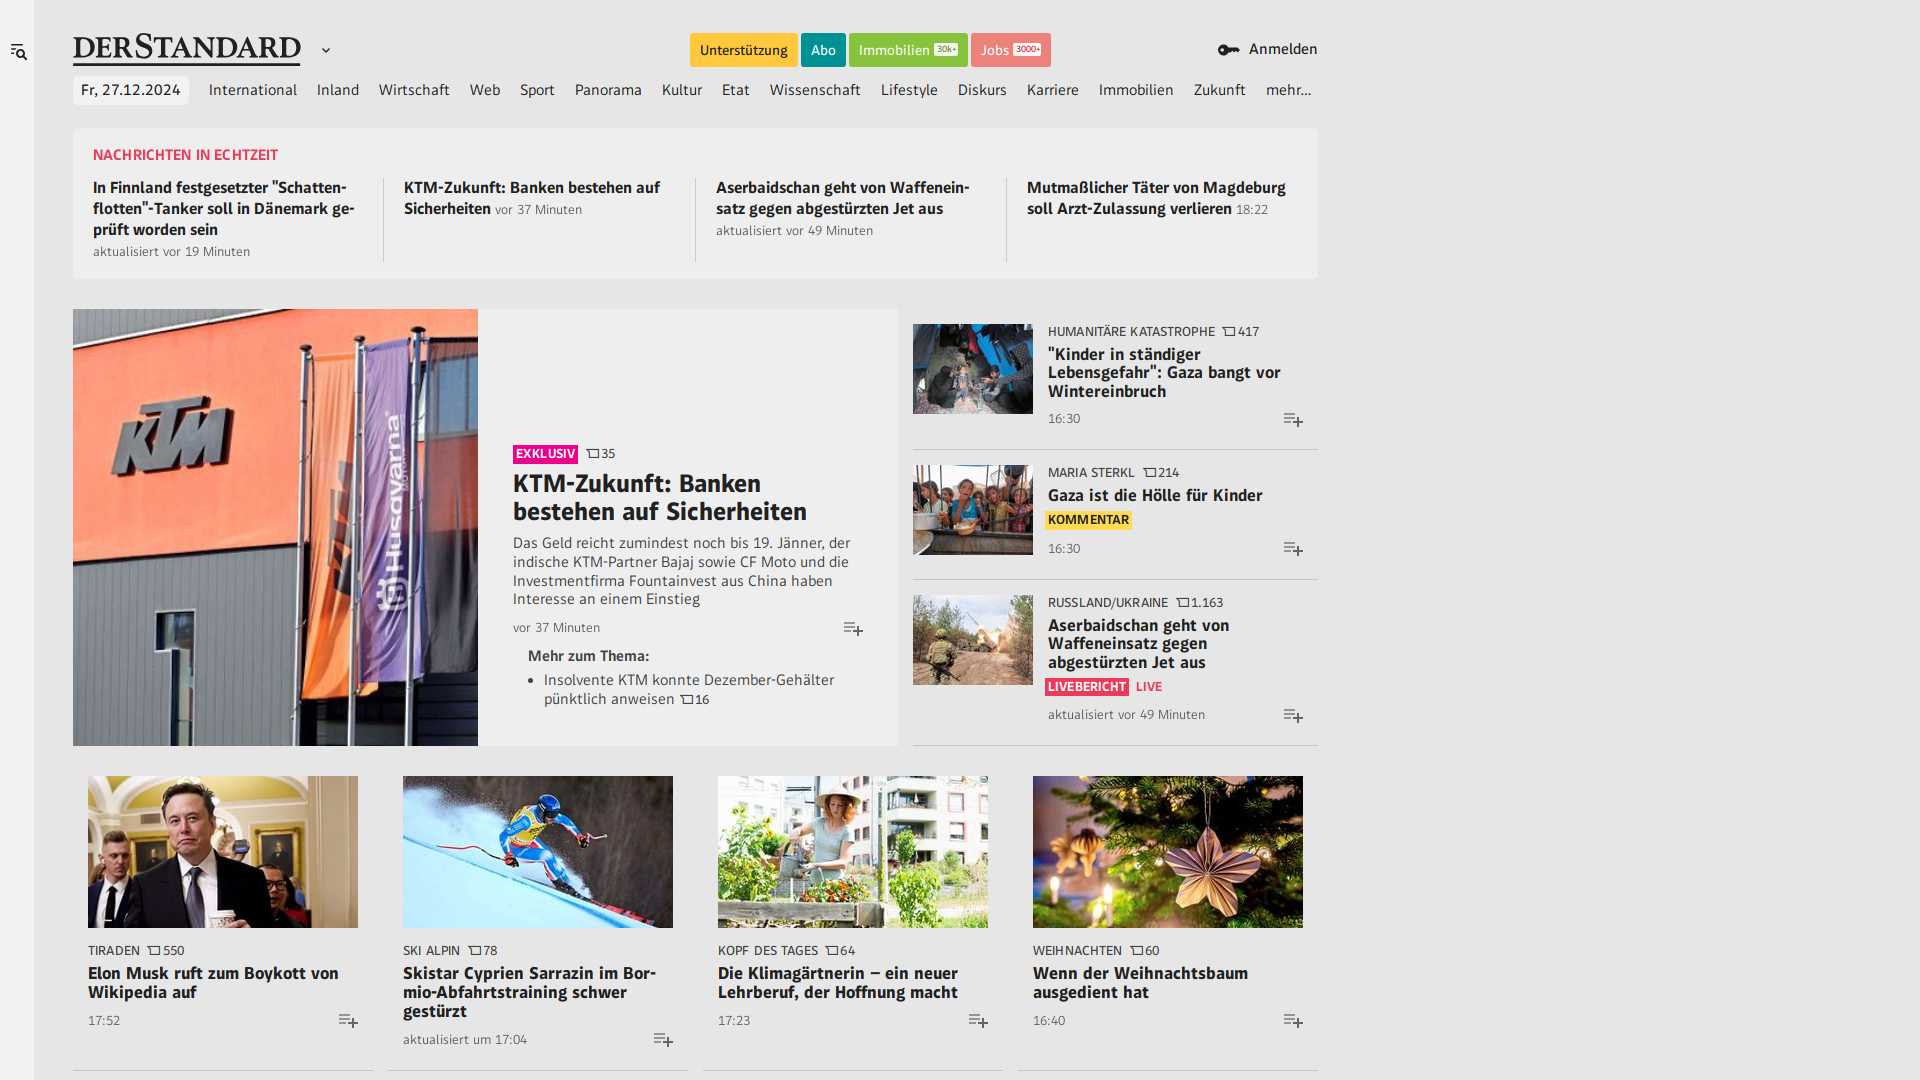 DERSTANDARD
Unterstützung
Abo
Immobilien 30k+
Jobs 3000+
Anmelden
Fr, 27.12.2024
International
Inland
Wirtschaft
Web
Sport
Panorama
Kultur
Etat
Wissenschaft
Lifestyle
Diskurs
Karriere
Immobilien
Zukunft
mehr...
NACHRICHTEN IN ECHTZEIT
In Finnland festgesetzter "Schatten-
flotten"-Tanker soll in Dänemark ge-
prüft worden sein
aktualisiert vor 19 Minuten
KTM-Zukunft: Banken bestehen auf
Sicherheiten vor 37 Minuten
Aserbaidschan geht von Waffenein-
satz gegen abgestürzten Jet aus
aktualisiert vor 49 Minuten
Mutmaßlicher Täter von Magdeburg
soll Arzt-Zulassung verlieren 18:22
KTM
KTM
Husqvarna
EXKLUSIV 35
KTM-Zukunft: Banken
bestehen auf Sicherheiten
Das Geld reicht zumindest noch bis 19. Jänner, der
indische KTM-Partner Bajaj sowie CF Moto und die
Investmentfirma Fountainvest aus China haben
Interesse an einem Einstieg
vor 37 Minuten
Mehr zum Thema:
• Insolvente KTM konnte Dezember-Gehälter
pünktlich anweisen 16
HUMANITÄRE KATASTROPHE 417
"Kinder in ständiger
Lebensgefahr": Gaza bangt vor
Wintereinbruch
16:30
MARIA STERKL 214
Gaza ist die Hölle für Kinder
KOMMENTAR
16:30
RUSSLAND/UKRAINE 1.163
Aserbaidschan geht von
Waffeneinsatz gegen
abgestürzten Jet aus
LIVEBERICHT LIVE
aktualisiert vor 49 Minuten
TIRADEN 550
Elon Musk ruft zum Boykott von
Wikipedia auf
17:52
SKI ALPIN 78
Skistar Cyprien Sarrazin im Bor-
mio-Abfahrtstraining schwer
gestürzt
aktualisiert um 17:04
KOPF DES TAGES 64
Die Klimagärtnerin – ein neuer
Lehrberuf, der Hoffnung macht
17:23
WEIHNACHTEN 60
Wenn der Weihnachtsbaum
ausgedient hat
16:40